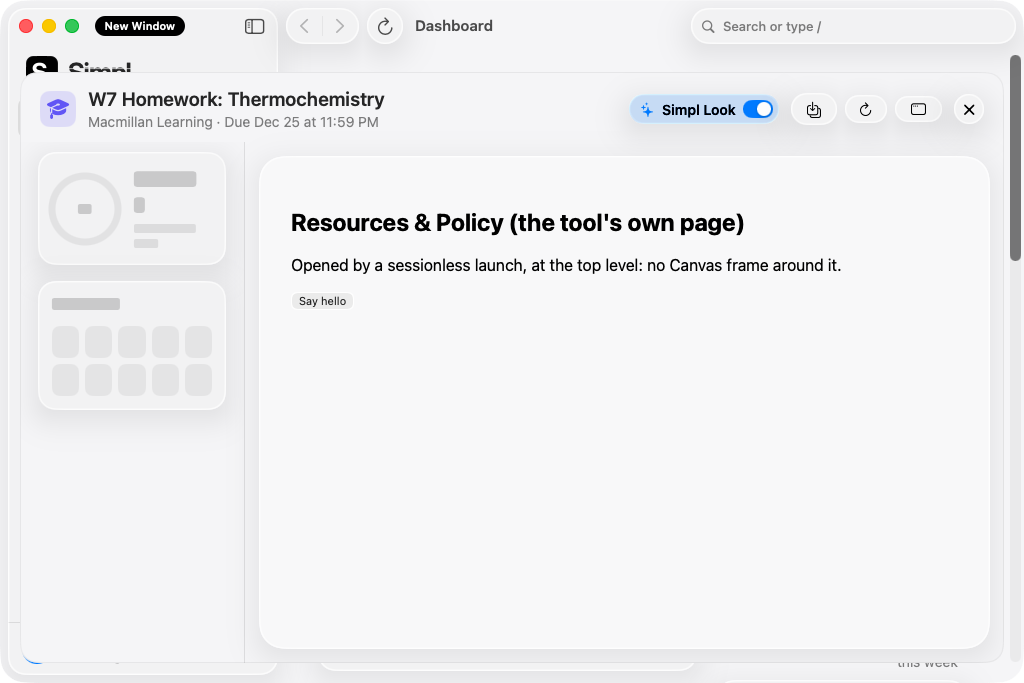 New Window
Dashboard
Search or type /
Simpl
W7 Homework: Thermochemistry
Macmillan Learning · Due Dec 25 at 11:59 PM
Simpl Look
Resources & Policy (the tool's own page)
Opened by a sessionless launch, at the top level: no Canvas frame around it.
Say hello
this week